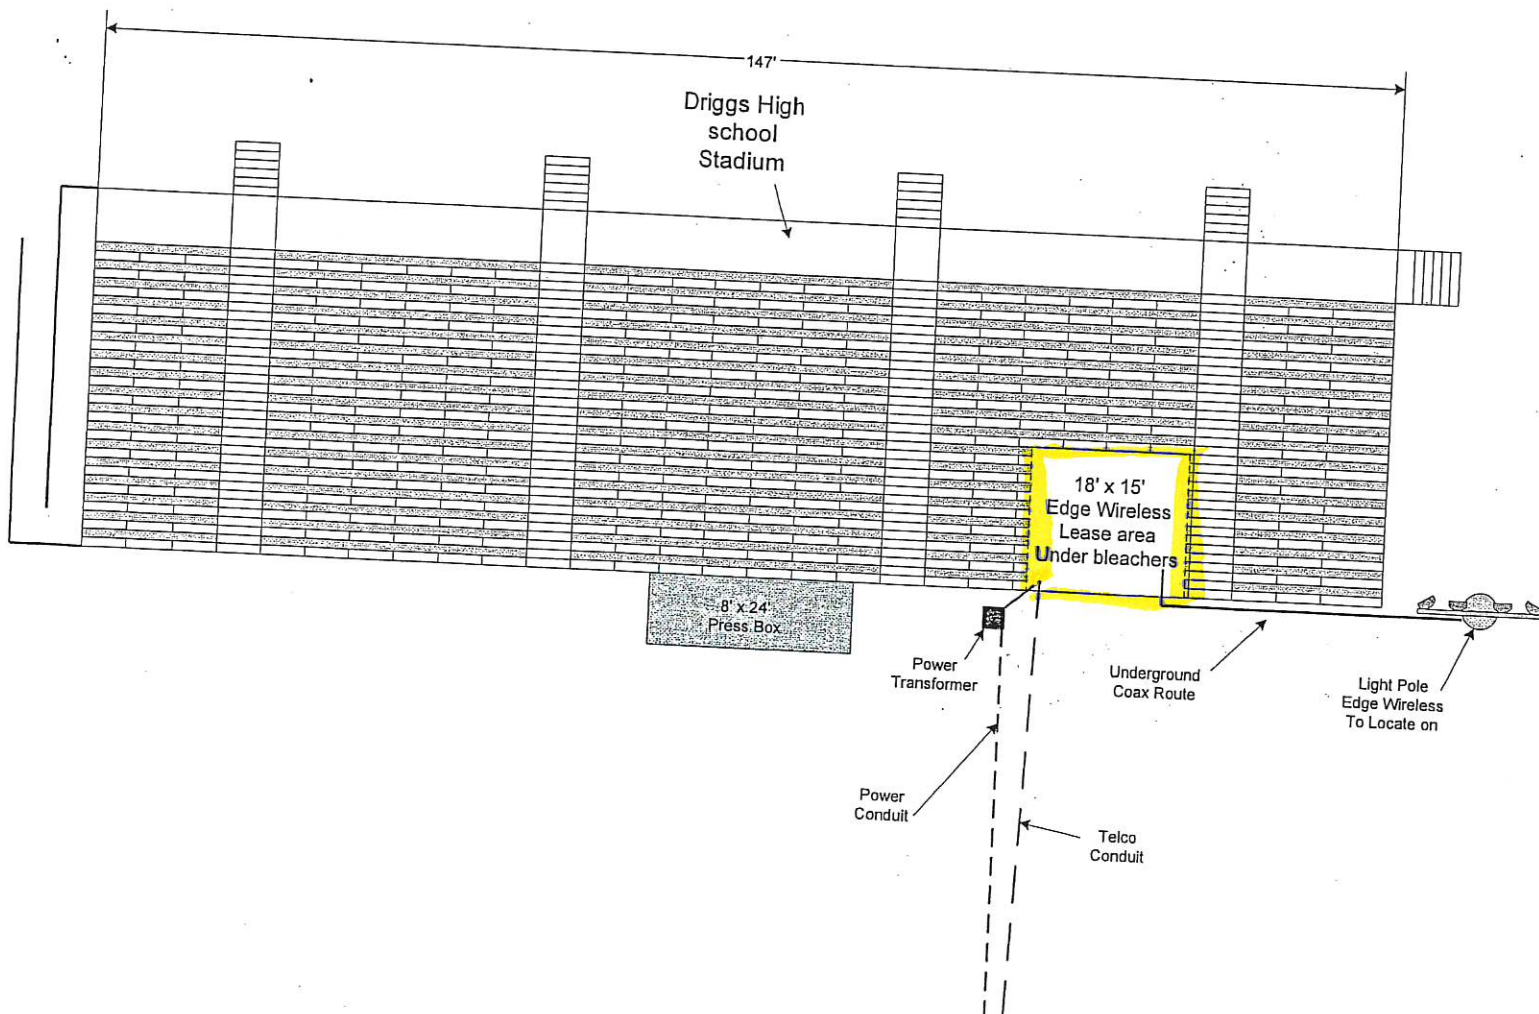 147'
Driggs High
school
Stadium
18' x 15'
Edge Wireless
Lease area
Under bleachers
8' x 24'
Press Box
Power
Transformer
Underground
Coax Route
Light Pole
Edge Wireless
To Locate on
Power
Conduit
Telco
Conduit